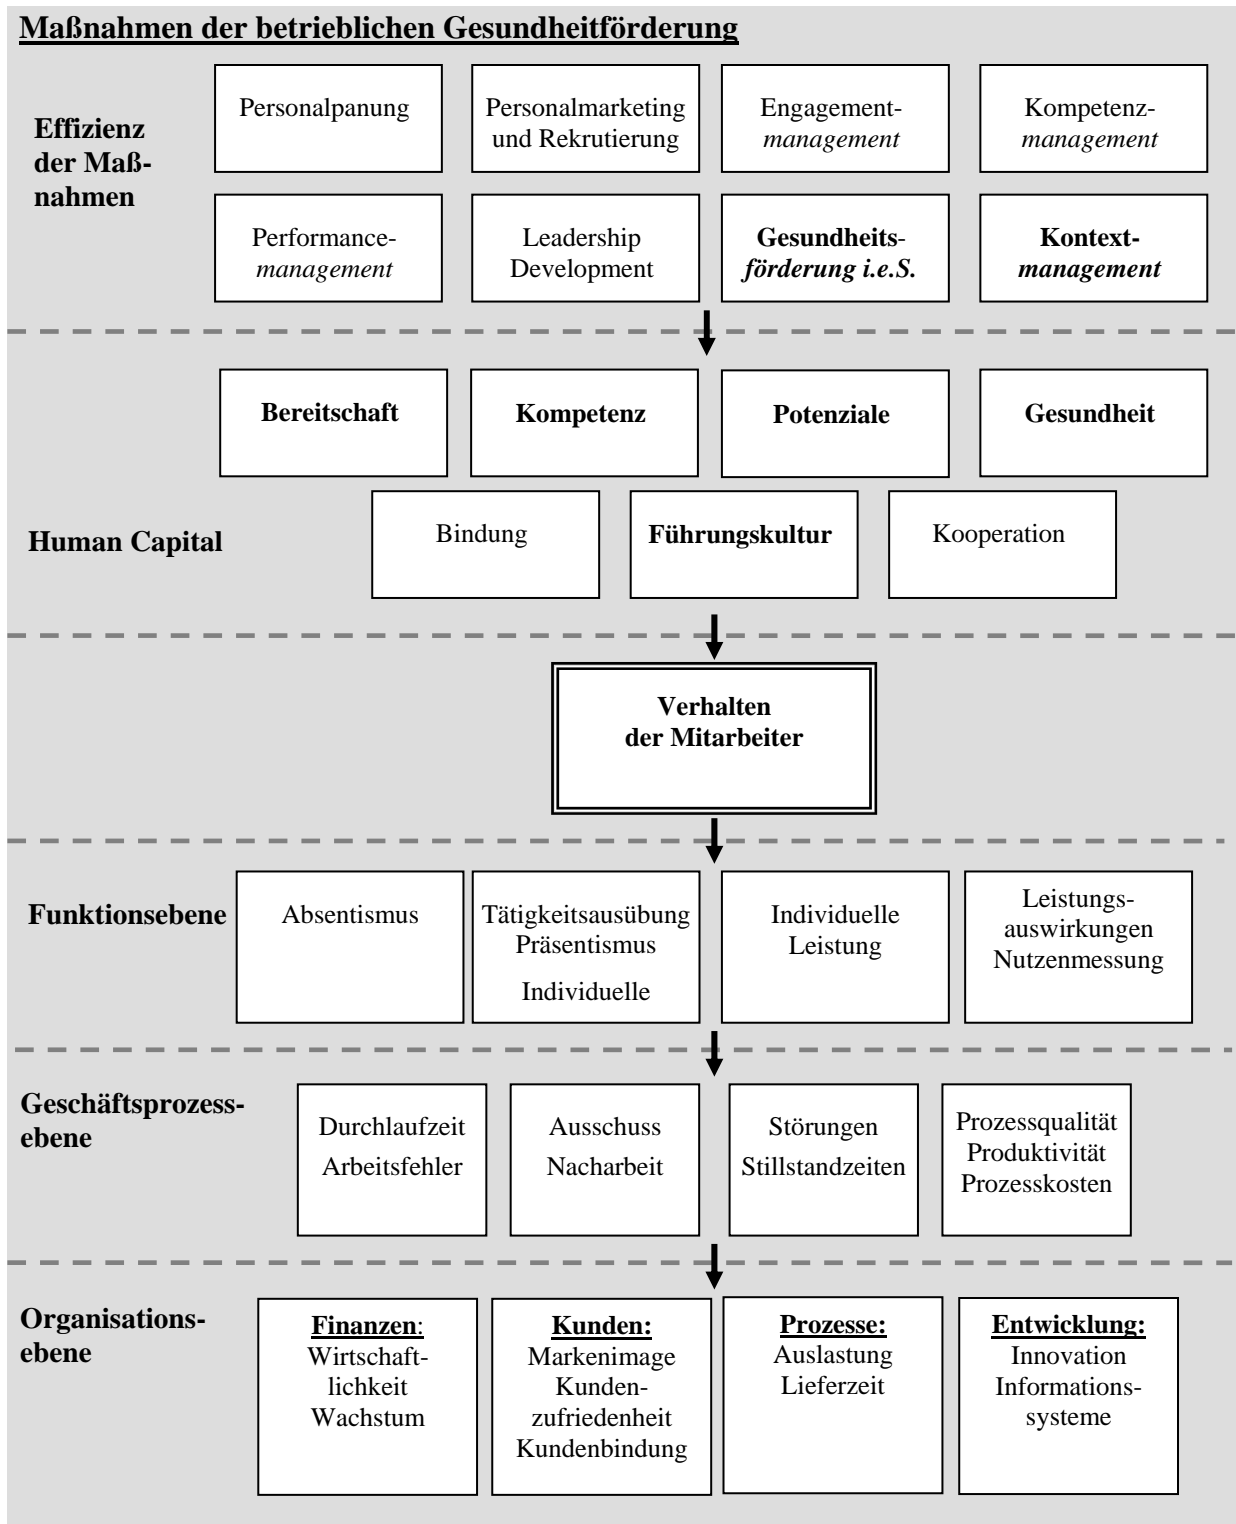 Maßnahmen der betrieblichen Gesundheitförderung
Effizienz
der Maß-
nahmen
Personalpanung
Personalmarketing
und Rekrutierung
Engagement-
management
Kompetenz-
management
Performance-
management
Leadership
Development
Gesundheits-
förderung i.e.S.
Kontext-
management
Human Capital
Bereitschaft
Kompetenz
Potenziale
Gesundheit
Bindung
Führungskultur
Kooperation
Verhalten
der Mitarbeiter
Funktionsebene
Absentismus
Tätigkeitsausübung
Präsentismus
Individuelle
Individuelle
Leistung
Leistungs-
auswirkungen
Nutzenmessung
Geschäftsprozess-
ebene
Durchlaufzeit
Arbeitsfehler
Ausschuss
Nacharbeit
Störungen
Stillstandzeiten
Prozessqualität
Produktivität
Prozesskosten
Organisations-
ebene
Finanzen:
Wirtschaft-
lichkeit
Wachstum
Kunden:
Markenimage
Kunden-
zufriedenheit
Kundenbindung
Prozesse:
Auslastung
Lieferzeit
Entwicklung:
Innovation
Informations-
systeme